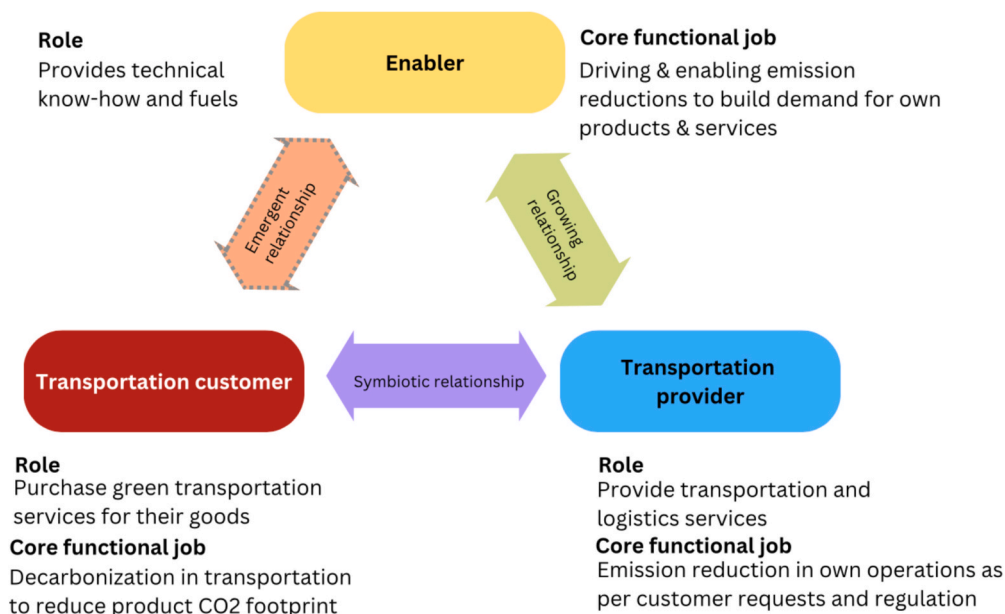 Role
Provides technical
know-how and fuels
Enabler
Core functional job
Driving & enabling emission
reductions to build demand for own
products & services
Emergent
relationship
Growing
relationship
Transportation customer
Symbiotic relationship
Transportation
provider
Role
Purchase green transportation
services for their goods
Core functional job
Decarbonization in transportation
to reduce product CO2 footprint
Role
Provide transportation and
logistics services
Core functional job
Emission reduction in own operations as
per customer requests and regulation